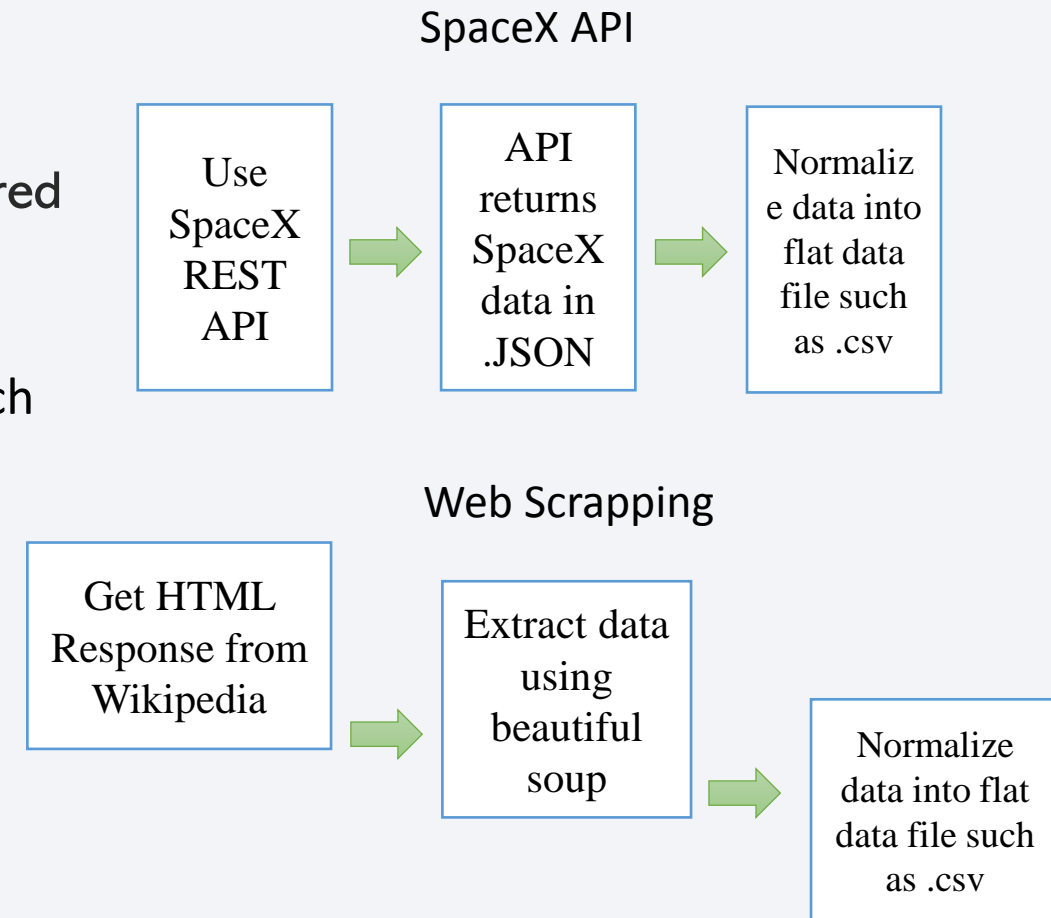 SpaceX API
red
ch
Use
SpaceX
REST
API
API
returns
SpaceX
data in
.JSON
Normaliz
e data into
flat data
file such
as .csv
Web Scrapping
Get HTML
Response from
Wikipedia
Extract data
using
beautiful
soup
Normalize
data into flat
data file such
as .csv